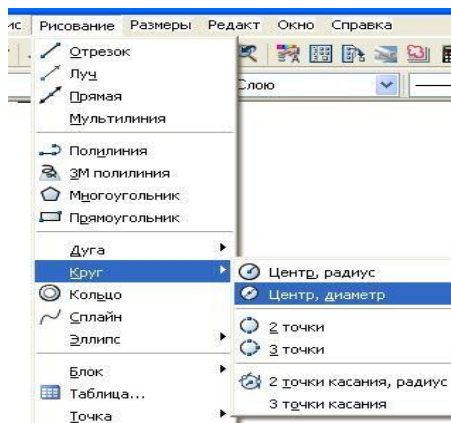 ис Рисование Размеры Редакт Окно Справка
Отрезок
Луч
Прямая
Мультилиния
Слою
Полилиния
3М полилиния
Многоугольник
Прямоугольник
Дуга
Круг
Кольцо
Сплайн
Эллипс
Блок
Таблица...
Точка
Центр, радиус
Центр, диаметр
2 точки
3 точки
2 точки касания, радиус
3 точки касания